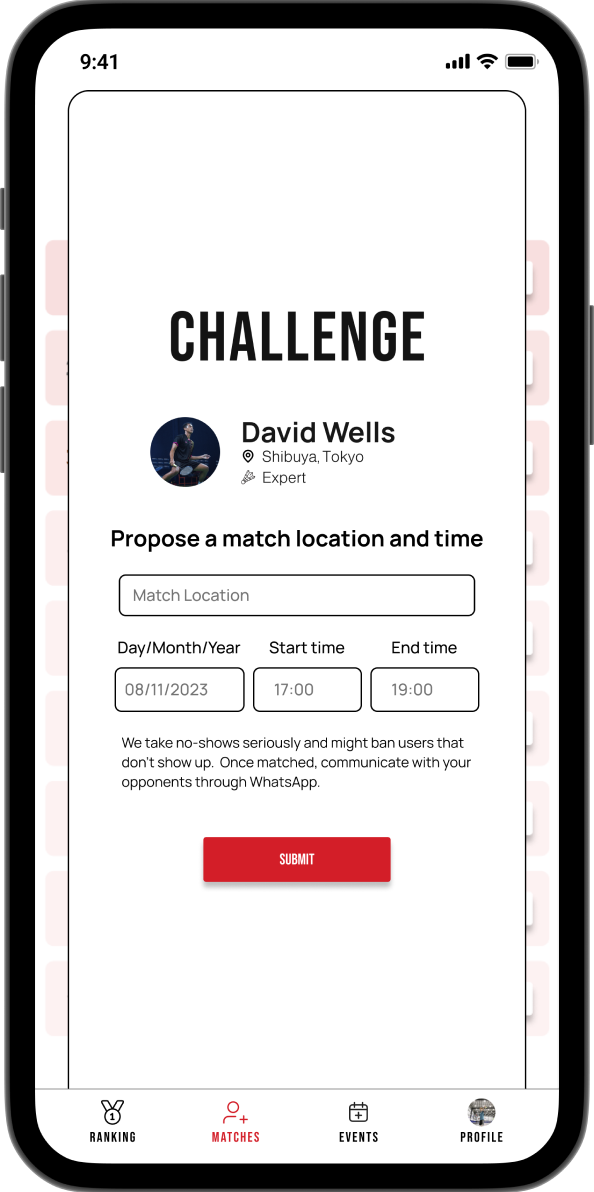 9:41
CHALLENGE
David Wells
Shibuya, Tokyo
Expert
Propose a match location and time
Match Location
Day/Month/Year Start time End time
08/11/2023 17:00 19:00
We take no-shows seriously and might ban users that
don't show up.  Once matched, communicate with your
opponents through WhatsApp.
SUBMIT
1
RANKING MATCHES EVENTS PROFILE